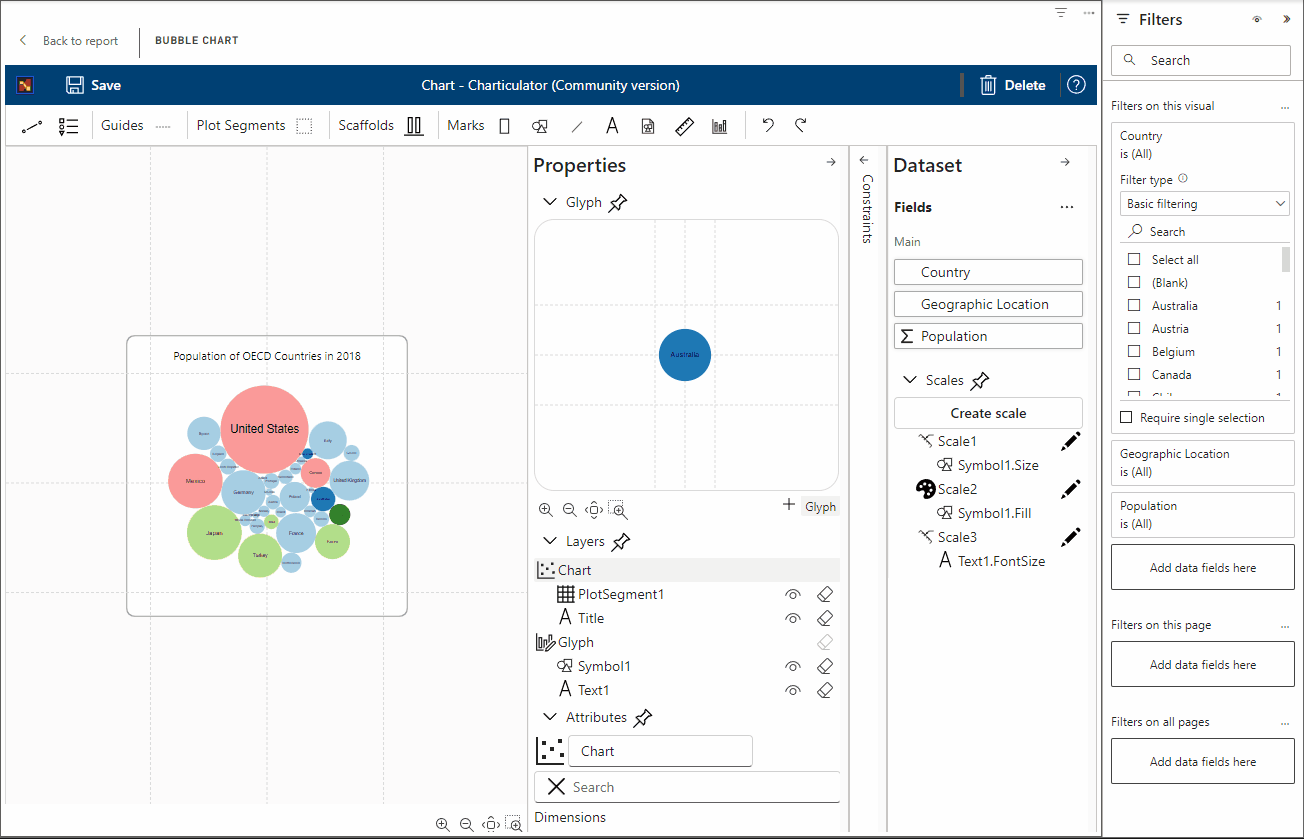 Back to report
BUBBLE CHART
Save
Chart - Charticulator (Community version)
Delete
?
Guides
Plot Segments
Scaffolds
Marks
Population of OECD Countries in 2018
United States
Spain
Italy
Mexico
Canada
Germany
United Kingdom
Poland
Australia
Japan
France
Korea
Turkey
Properties
Glyph
Australia
Glyph
Layers
Chart
PlotSegment1
Title
Glyph
Symbol1
Text1
Attributes
Chart
Search
Dimensions
Constraints
Dataset
Fields
Main
Country
Geographic Location
Σ Population
Scales
Create scale
Scale1
Symbol1.Size
Scale2
Symbol1.Fill
Scale3
Text1.FontSize
Filters
Search
Filters on this visual
Country
is (All)
Filter type
Basic filtering
Search
Select all
(Blank)
Australia 1
Austria 1
Belgium 1
Canada 1
Require single selection
Geographic Location
is (All)
Population
is (All)
Add data fields here
Filters on this page
Add data fields here
Filters on all pages
Add data fields here